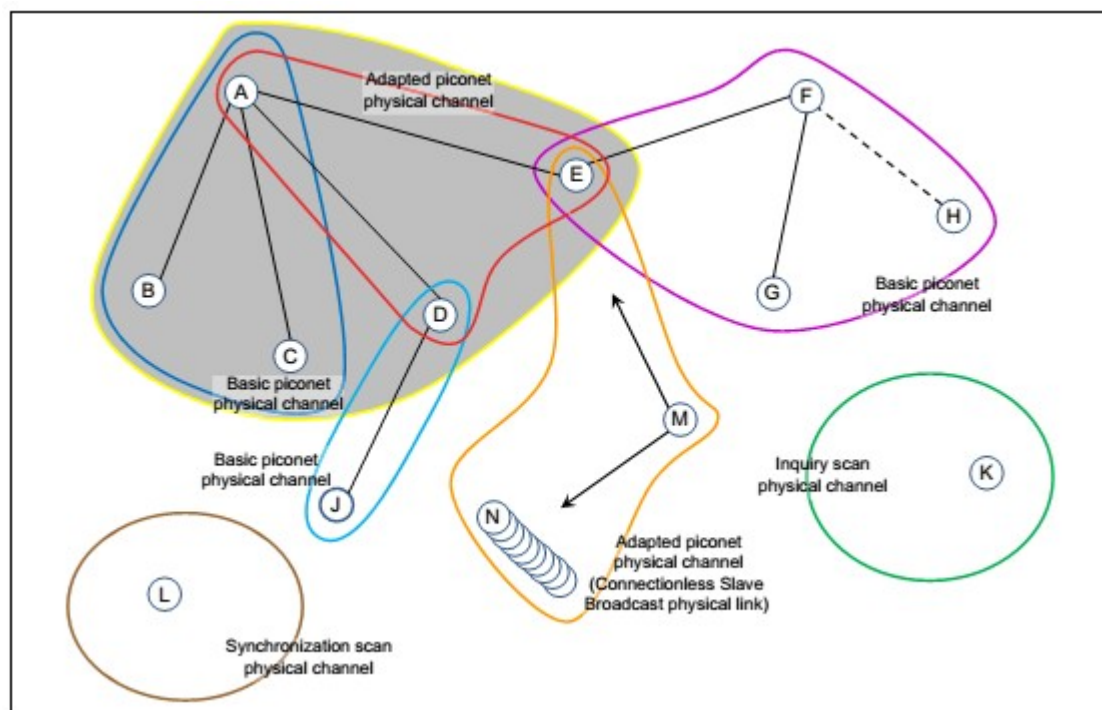 Adapted piconet
physical channel
A
F
E
H
B
G
Basic piconet
physical channel
D
C
Basic piconet
physical channel
M
Basic piconet
physical channel
Inquiry scan
physical channel
K
J
N
Adapted piconet
physical channel
(Connectionless Slave
Broadcast physical link)
L
Synchronization scan
physical channel